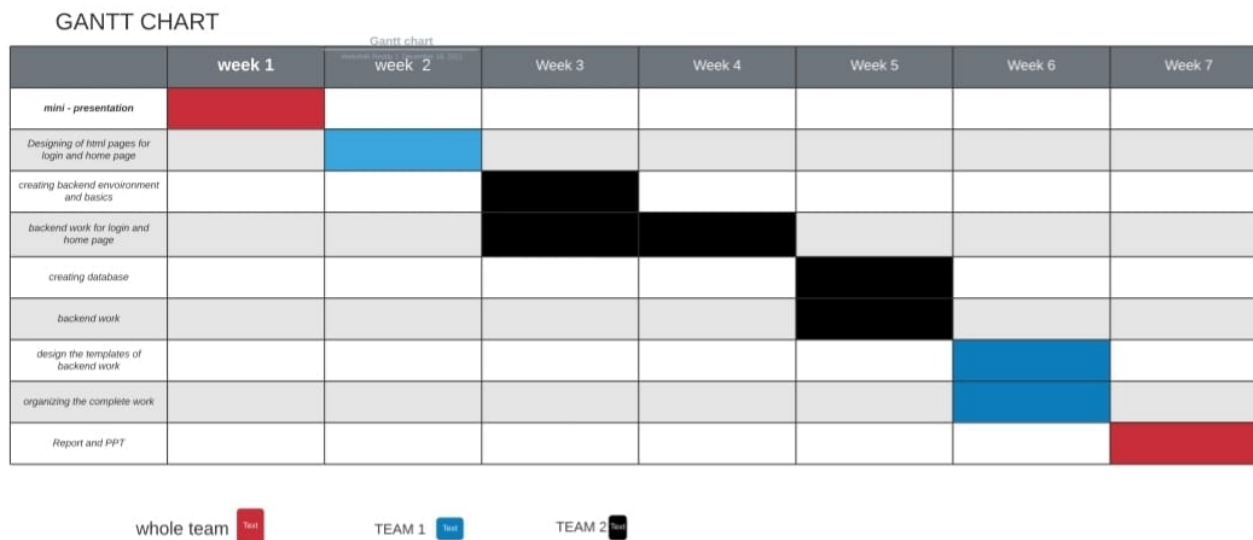 GANTT CHART
Gantt chart
week 1
week 2
Week 3
Week 4
Week 5
Week 6
Week 7
mini - presentation
Designing of html pages for
login and home page
creating backend envoironment
and basics
backend work for login and
home page
creating database
backend work
design the templates of
backend work
organizing the complete work
Report and PPT
whole team
Text
TEAM 1
Text
TEAM 2
Text